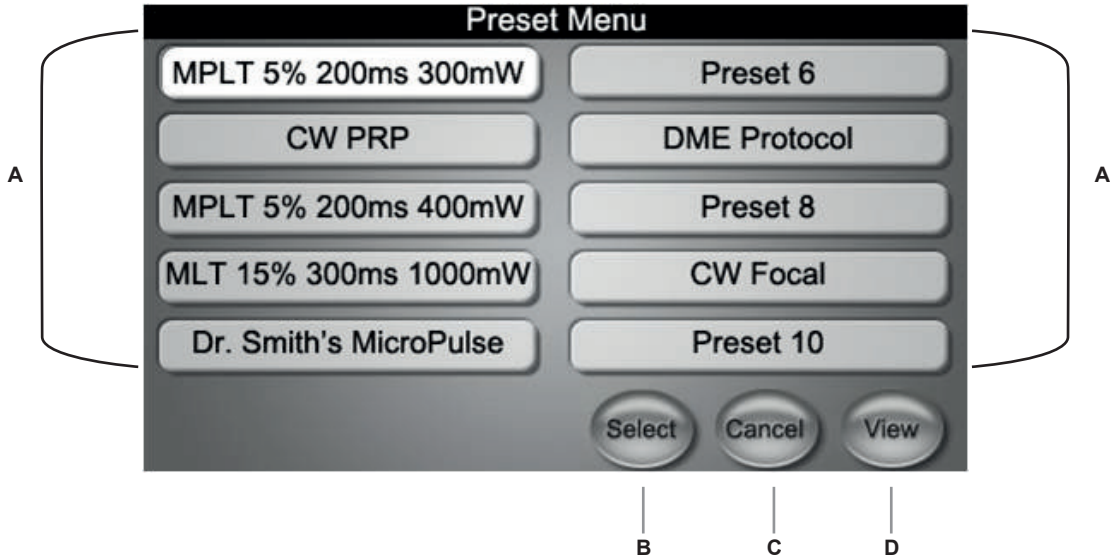 Preset Menu
MPLT 5% 200ms 300mW
Preset 6
CW PRP
DME Protocol
A
A
MPLT 5% 200ms 400mW
Preset 8
MLT 15% 300ms 1000mW
CW Focal
Dr. Smith's MicroPulse
Preset 10
Select
Cancel
View
B
C
D